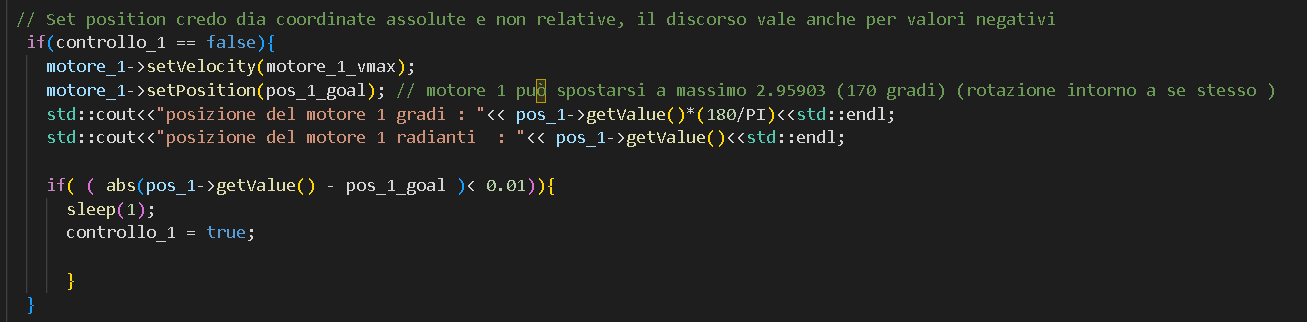 // Set position credo dia coordinate assolute e non relative, il discorso vale anche per valori negativi
if(controllo_1 == false){
motore_1->setVelocity(motore_1_vmax);
motore_1->setPosition(pos_1_goal); // motore 1 può spostarsi a massimo 2.95903 (170 gradi) (rotazione intorno a se stesso )
std::cout<<"posizione del motore 1 gradi : "<< pos_1->getValue()*(180/PI)<<std::endl;
std::cout<<"posizione del motore 1 radianti  : "<< pos_1->getValue()<<std::endl;
if( ( abs(pos_1->getValue() - pos_1_goal )< 0.01)){
sleep(1);
controllo_1 = true;
}
}